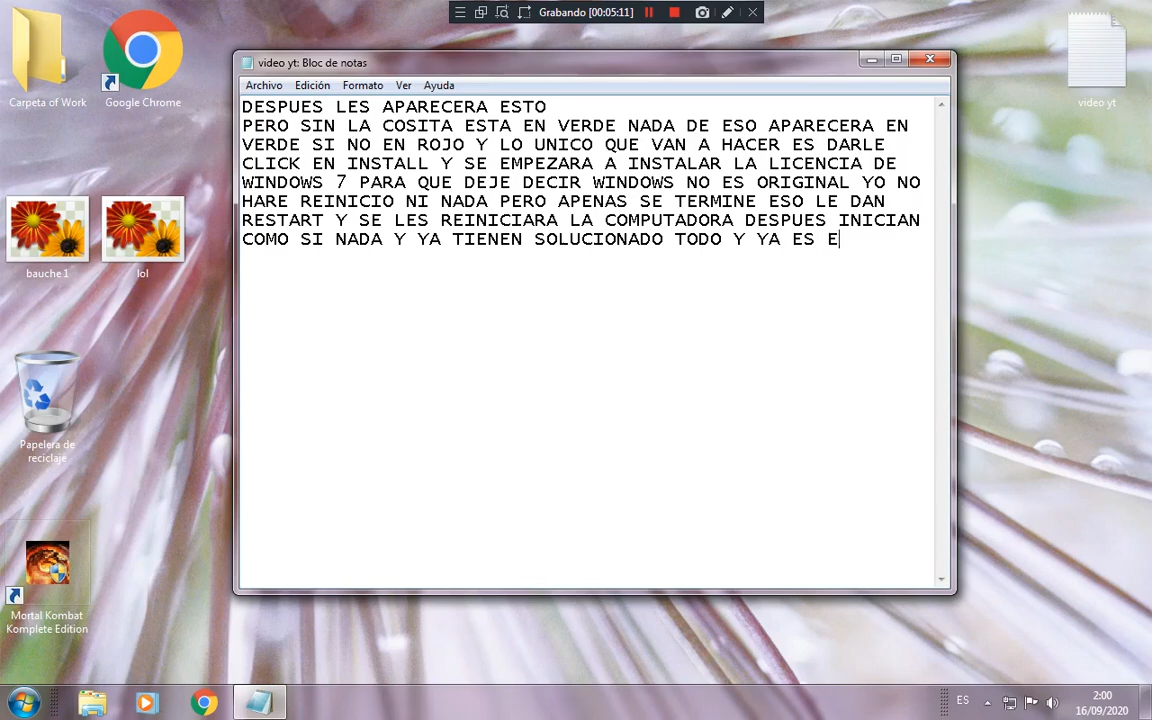 Grabando [00:05:11]
Carpeta of Work
Google Chrome
bauche1
lol
Papelera de
reciclaje
Mortal Kombat
Komplete Edition
video yt
video yt: Bloc de notas
Archivo Edición Formato Ver Ayuda
DESPUES LES APARECERA ESTO
PERO SIN LA COSITA ESTA EN VERDE NADA DE ESO APARECERA EN
VERDE SI NO EN ROJO Y LO UNICO QUE VAN A HACER ES DARLE
CLICK EN INSTALL Y SE EMPEZARA A INSTALAR LA LICENCIA DE
WINDOWS 7 PARA QUE DEJE DECIR WINDOWS NO ES ORIGINAL YO NO
HARE REINICIO NI NADA PERO APENAS SE TERMINE ESO LE DAN
RESTART Y SE LES REINICIARA LA COMPUTADORA DESPUES INICIAN
COMO SI NADA Y YA TIENEN SOLUCIONADO TODO Y YA ES E
ES
2:00
16/09/2020